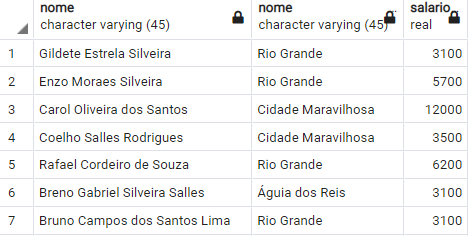 nome nome salario
character varying (45) character varying (45) real
1 Gildete Estrela Silveira Rio Grande 3100
2 Enzo Moraes Silveira Rio Grande 5700
3 Carol Oliveira dos Santos Cidade Maravilhosa 12000
4 Coelho Salles Rodrigues Cidade Maravilhosa 3500
5 Rafael Cordeiro de Souza Rio Grande 6200
6 Breno Gabriel Silveira Salles Águia dos Reis 3100
7 Bruno Campos dos Santos Lima Rio Grande 3100